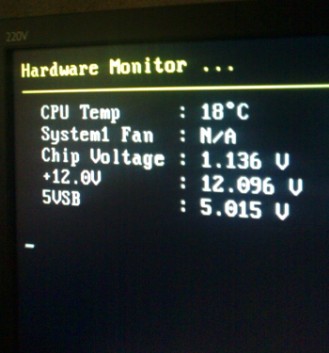 220V
Hardware Monitor ...
CPU Temp : 18°C
System1 Fan : N/A
Chip Voltage : 1.136 V
+12.0V : 12.096 V
5VSB : 5.015 V